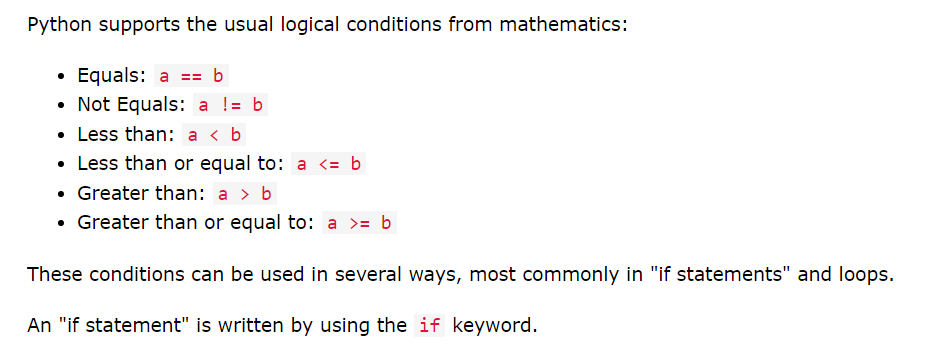 Python supports the usual logical conditions from mathematics:
• Equals: a == b
• Not Equals: a != b
• Less than: a < b
• Less than or equal to: a <= b
• Greater than: a > b
• Greater than or equal to: a >= b
These conditions can be used in several ways, most commonly in "if statements" and loops.
An "if statement" is written by using the if keyword.